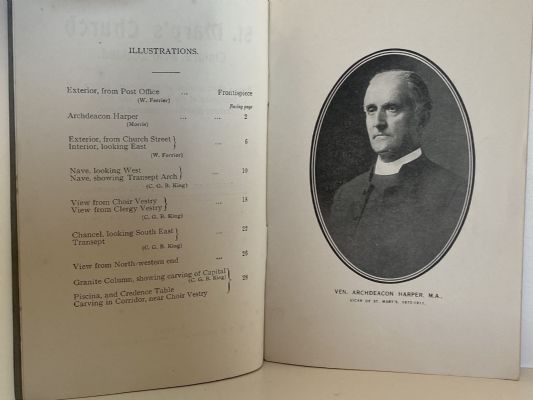 ILLUSTRATIONS.
Exterior, from Post Office ... Frontispiece
(W. Ferrier)
Facing page
Archdeacon Harper ... ... 2
(Morris)
Exterior, from Church Street
Interior, looking East } ... 6
(W. Ferrier)
Nave, looking West
Nave, showing Transept Arch } ... 10
(C. G. B. King)
View from Choir Vestry
View from Clergy Vestry } ... 18
(C. G. B. King)
Chancel, looking South East
Transept } ... 22
(C. G. B. King)
View from North-western end ... 26
Granite Column, showing carving of Capital
(C. G. B. King)
Piscina, and Credence Table
Carving in Corridor, near Choir Vestry } 28
VEN. ARCHDEACON HARPER, M.A.,
VICAR OF ST. MARY'S, 1872-1911.